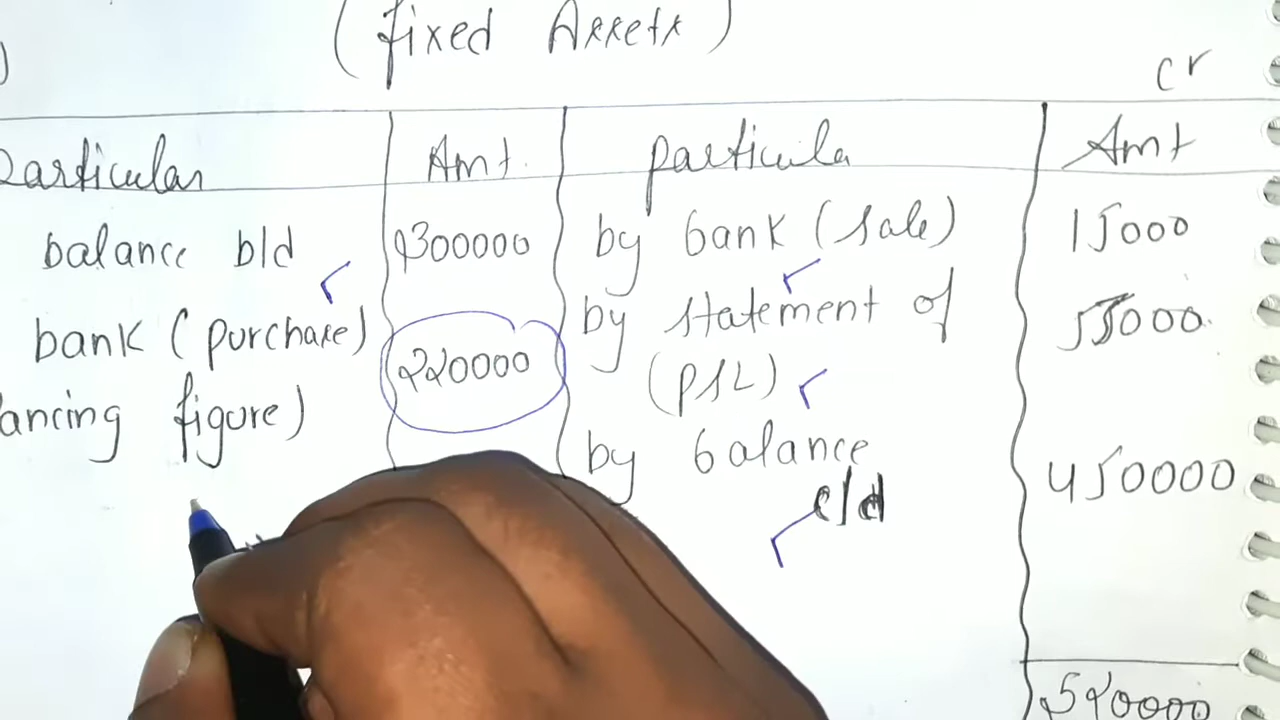 (fixed Assets)
cr
Particular Amt. particula Amt
balance b/d 300000 by bank (sale) 15000
bank (purchase) 220000 by statement of 55000
(P&L)
ancing figure)
by balance 450000
c/d
520000